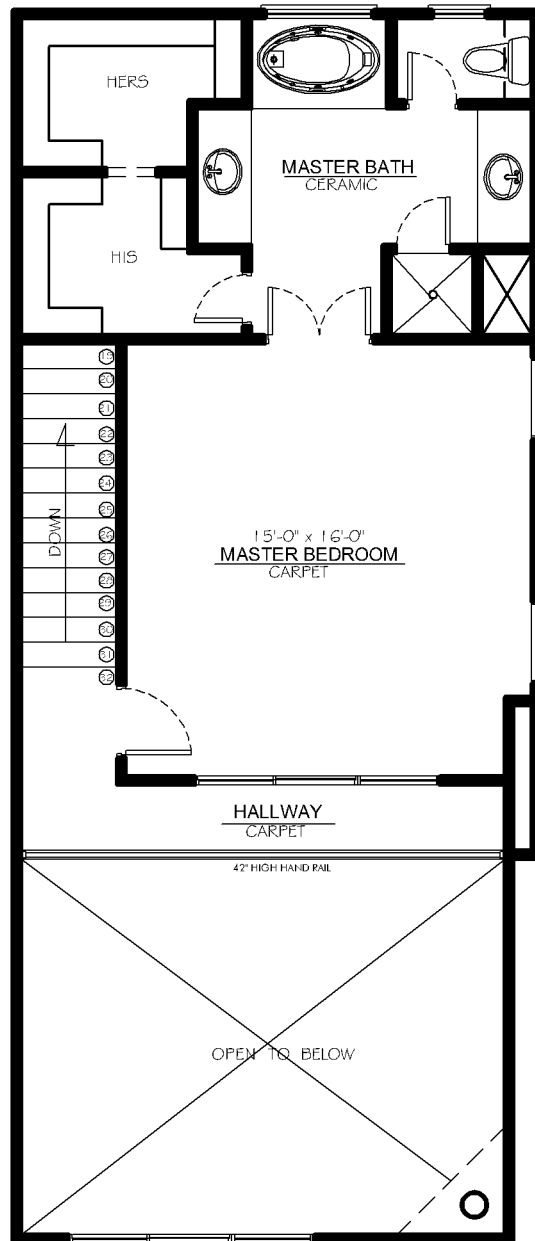 HERS
MASTER BATH
CERAMIC
HIS
19
20
21
22
23
24
25
26
27
28
29
30
31
32
DOWN
15'-0" x 16'-0"
MASTER BEDROOM
CARPET
HALLWAY
CARPET
42" HIGH HAND RAIL
OPEN TO BELOW